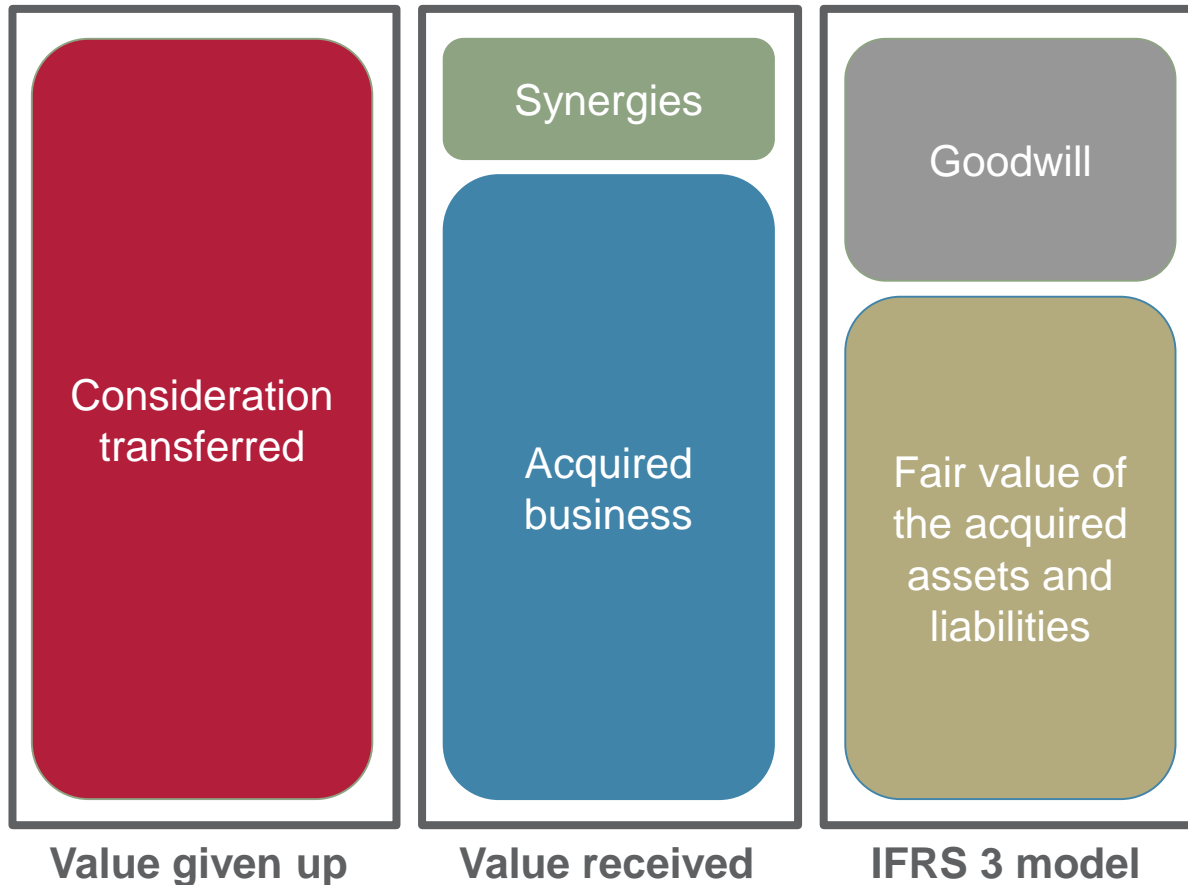 Consideration
transferred
Value given up
Synergies
Acquired
business
Value received
Goodwill
Fair value of
the acquired
assets and
liabilities
IFRS 3 model